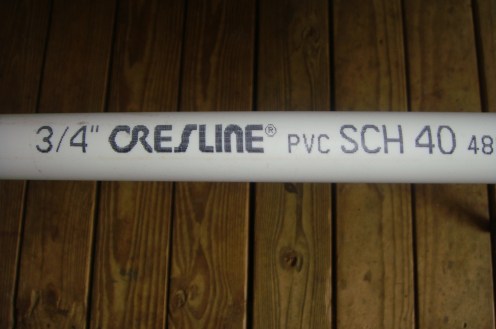 3/4" CRESLINE® PVC SCH 40 48